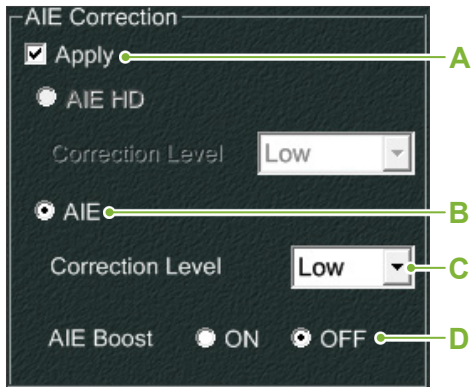 AIE Correction
Apply A
AIE HD
Correction Level Low
AIE B
Correction Level Low C
AIE Boost ON OFF D